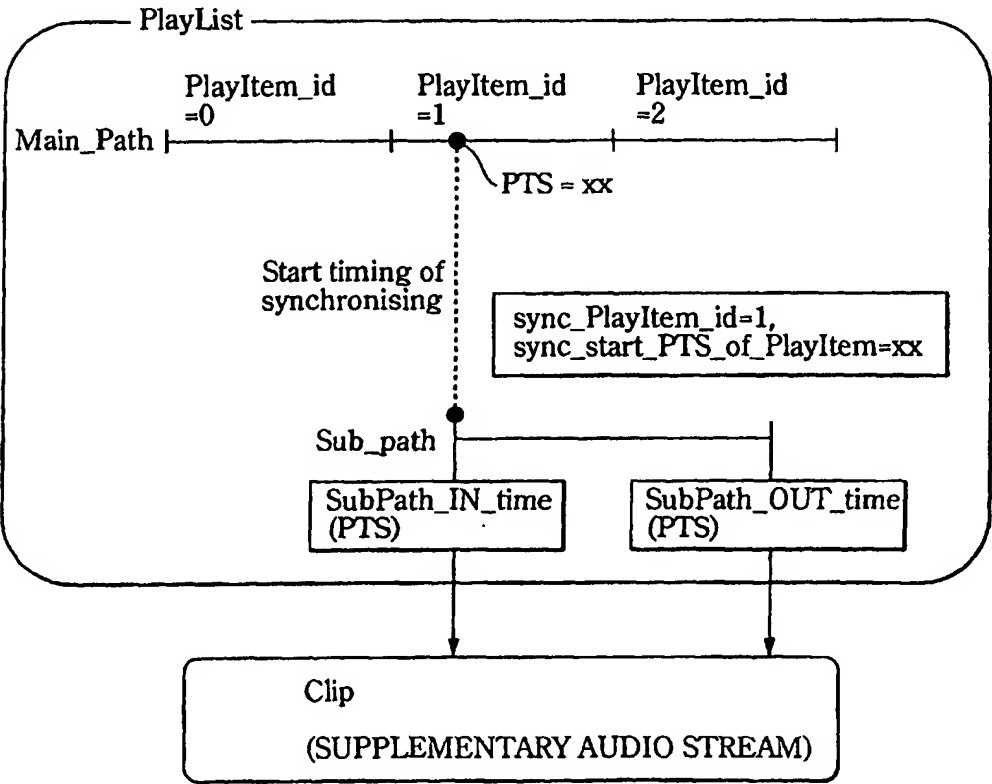 PlayList
PlayItem_id
=0
PlayItem_id
=1
PlayItem_id
=2
Main_Path
PTS = xx
Start timing of
synchronising
sync_PlayItem_id=1,
sync_start_PTS_of_PlayItem=xx
Sub_path
SubPath_IN_time
(PTS)
SubPath_OUT_time
(PTS)
Clip
(SUPPLEMENTARY AUDIO STREAM)